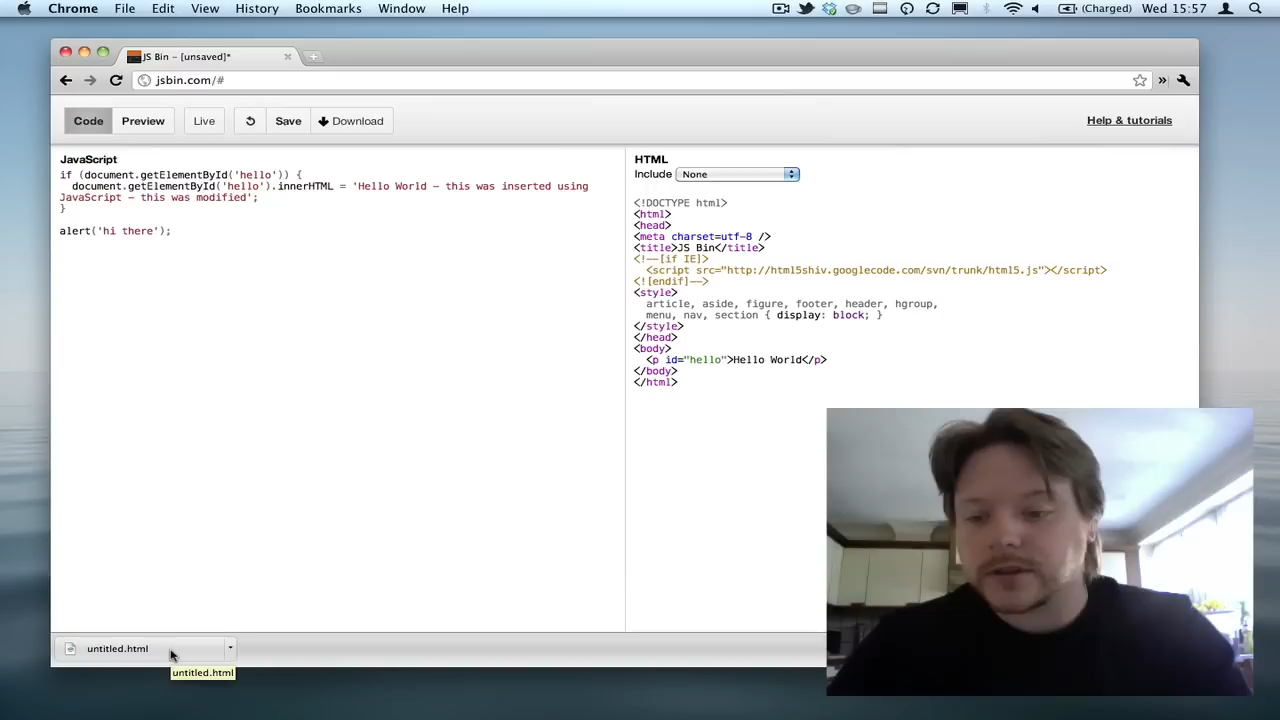 Chrome File Edit View History Bookmarks Window Help (Charged) Wed 15:57
JS Bin – [unsaved]*
jsbin.com/#
Code Preview Live Save Download Help & tutorials
JavaScript
if (document.getElementById('hello')) {
document.getElementById('hello').innerHTML = 'Hello World - this was inserted using
JavaScript - this was modified';
}
alert('hi there');
HTML
Include None
<!DOCTYPE html>
<html>
<head>
<meta charset=utf-8 />
<title>JS Bin</title>
<!--[if IE]>
<script src="http://html5shiv.googlecode.com/svn/trunk/html5.js"></script>
<![endif]-->
<style>
article, aside, figure, footer, header, hgroup,
menu, nav, section { display: block; }
</style>
</head>
<body>
<p id="hello">Hello World</p>
</body>
</html>
untitled.html
untitled.html